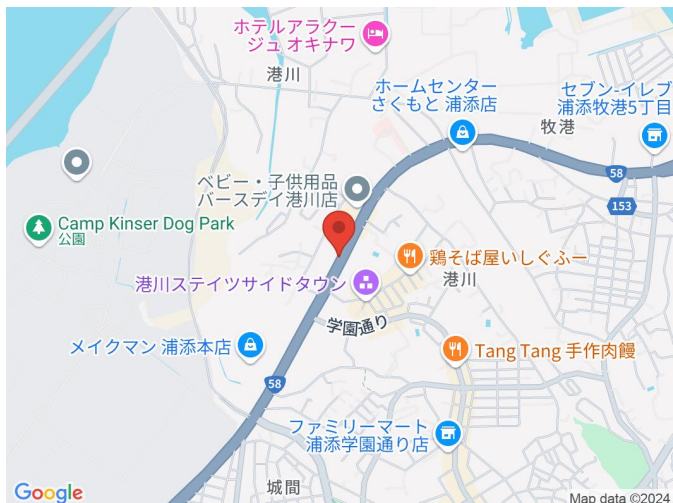 ホテルアラクー
ジュ オキナワ
港川
ホームセンター
さくもと 浦添店
セブン-イレブ
浦添牧港5丁目
牧港
58
153
ベビー・子供用品
バースデイ港川店
Camp Kinser Dog Park
公園
鶏そば屋いしぐふー
港川
港川ステイツサイドタウン
学園通り
メイクマン 浦添本店
Tang Tang 手作肉饅
58
ファミリーマート
浦添学園通り店
城間
Google
Map data ©2024